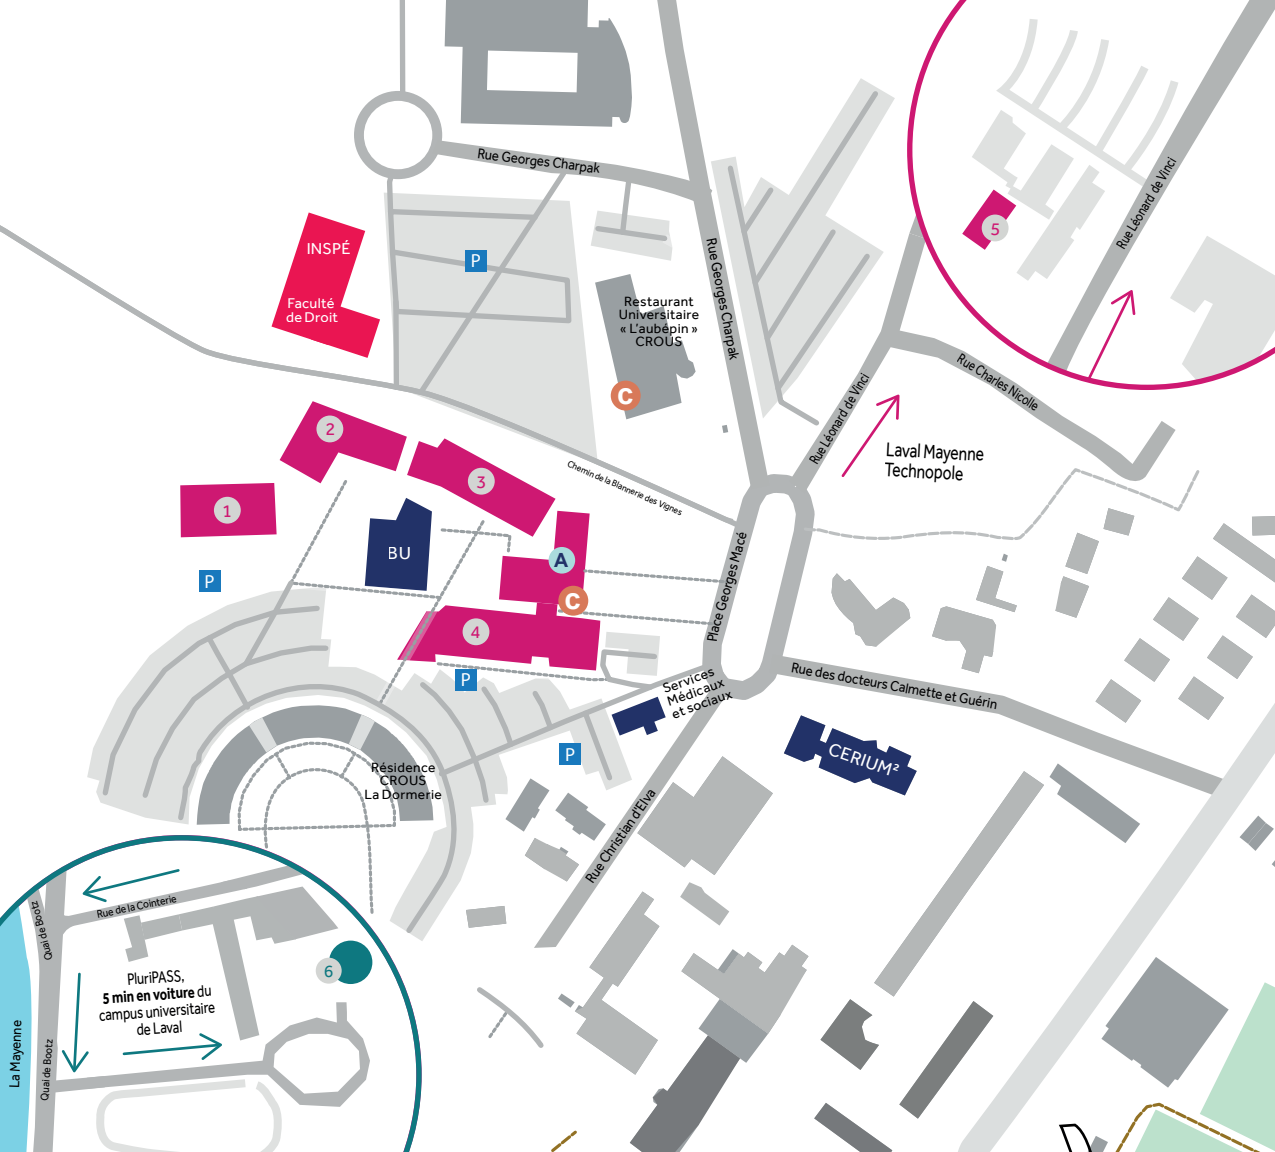 Rue Georges Charpak
Rue Léonard de Vinci
5
INSPÉ
Faculté
de Droit
P
Rue Georges Charpak
Restaurant
Universitaire
« L'aubépin »
CROUS
C
Rue Charles Nicolle
Rue Léonard de Vinci
Laval Mayenne
Technopole
2
3
Chemin de la Blannerie des Vignes
1
BU
A
P
C
4
Place Georges Macé
P
Services
Médicaux
et sociaux
Rue des docteurs Calmette et Guérin
P
CERIUM²
Résidence
CROUS
La Dormerie
Rue Christian d'Elva
Quai de Bootz
Rue de la Cointerie
6
PluriPASS,
5 min en voiture du
campus universitaire
de Laval
La Mayenne
Quai de Bootz